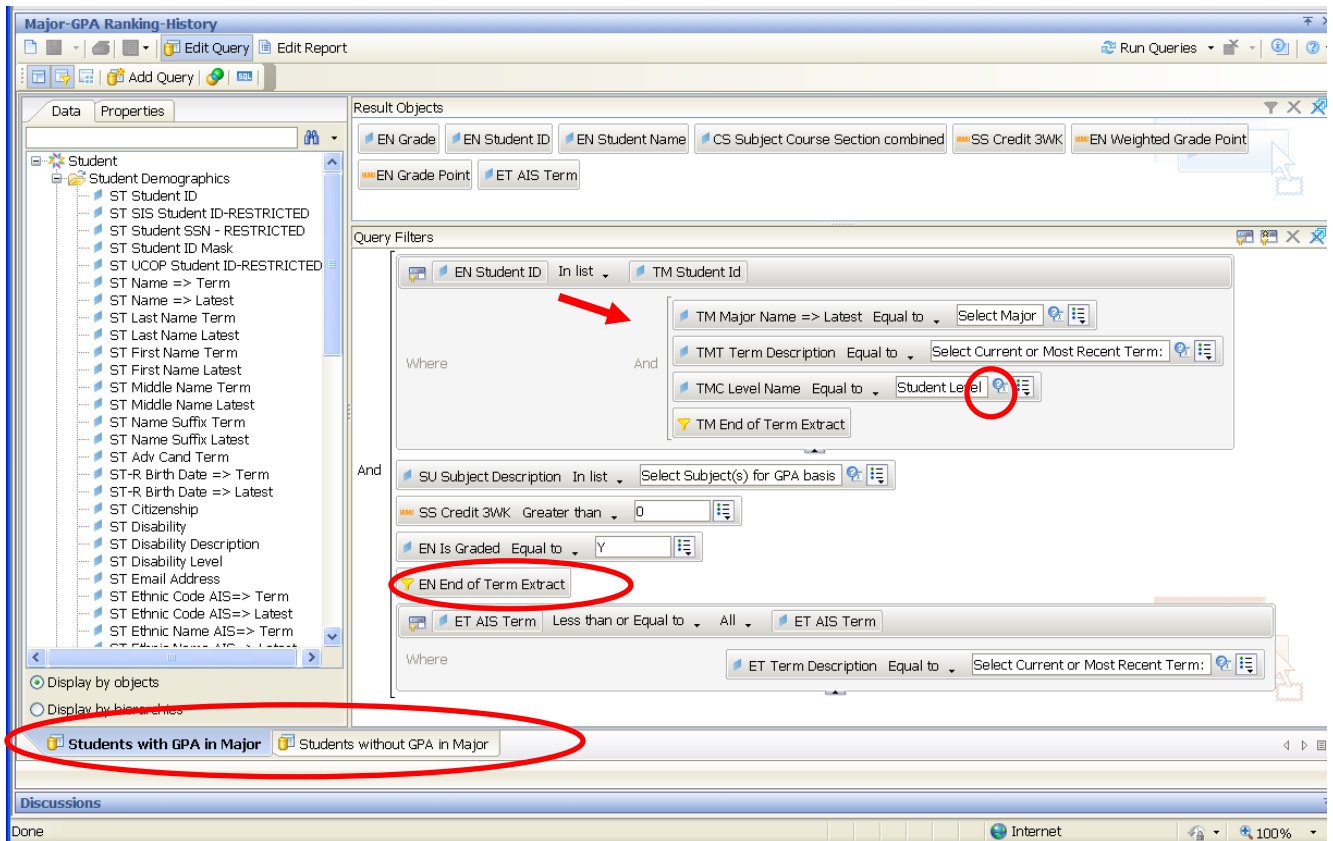 Major-GPA Ranking-History
Edit Query Edit Report Run Queries
Add Query SQL
Data Properties
Student
Student Demographics
ST Student ID
ST SIS Student ID-RESTRICTED
ST Student SSN - RESTRICTED
ST Student ID Mask
ST UCOP Student ID-RESTRICTED
ST Name => Term
ST Name => Latest
ST Last Name Term
ST Last Name Latest
ST First Name Term
ST First Name Latest
ST Middle Name Term
ST Middle Name Latest
ST Name Suffix Term
ST Name Suffix Latest
ST Adv Cand Term
ST-R Birth Date => Term
ST-R Birth Date => Latest
ST Citizenship
ST Disability
ST Disability Description
ST Disability Level
ST Email Address
ST Ethnic Code AIS=> Term
ST Ethnic Code AIS=> Latest
ST Ethnic Name AIS=> Term
ST Ethnic Name AIS => Latest
Display by objects
Display by hierarchies
Result Objects
EN Grade EN Student ID EN Student Name CS Subject Course Section combined SS Credit 3WK EN Weighted Grade Point
EN Grade Point ET AIS Term
Query Filters
EN Student ID In list TM Student Id
TM Major Name => Latest Equal to Select Major
Where And TMT Term Description Equal to Select Current or Most Recent Term:
TMC Level Name Equal to Student Level
TM End of Term Extract
And SU Subject Description In list Select Subject(s) for GPA basis
SS Credit 3WK Greater than 0
EN Is Graded Equal to Y
EN End of Term Extract
ET AIS Term Less than or Equal to All ET AIS Term
Where ET Term Description Equal to Select Current or Most Recent Term:
Students with GPA in Major Students without GPA in Major
Discussions
Done Internet 100%